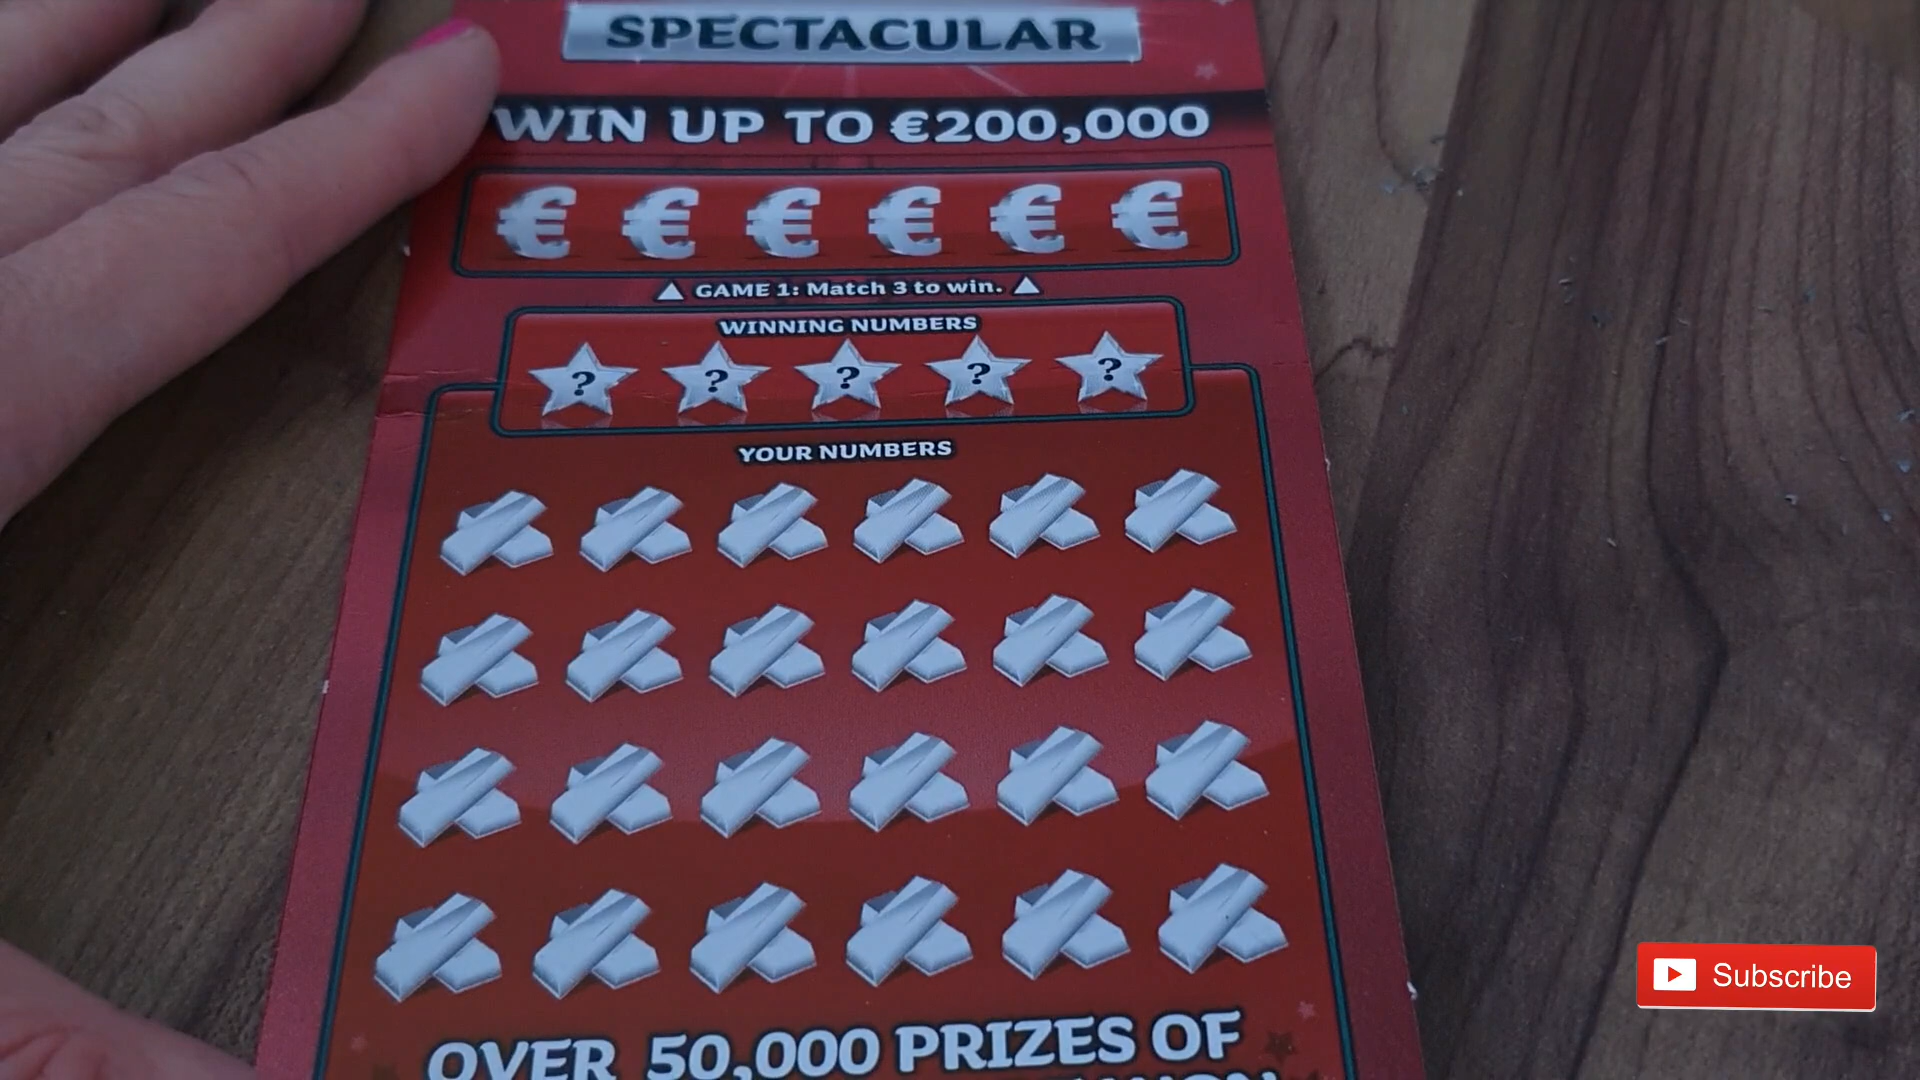 SPECTACULAR
WIN UP TO €200,000
€ € € € € €
GAME 1: Match 3 to win.
WINNING NUMBERS
? ? ? ? ?
YOUR NUMBERS
OVER 50,000 PRIZES OF
Subscribe